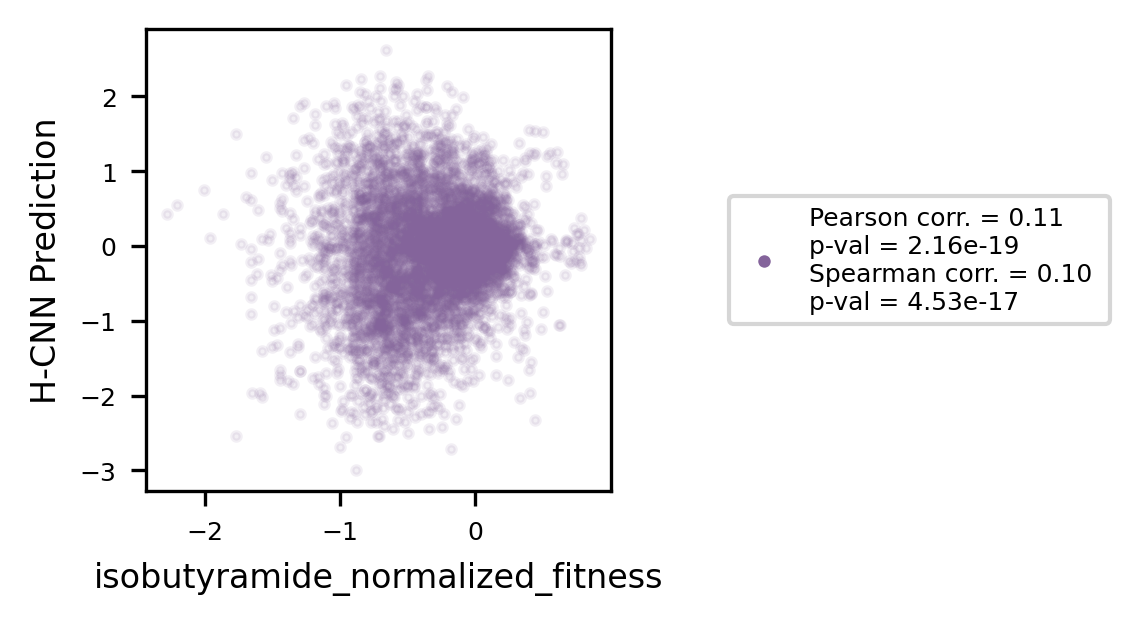 H-CNN Prediction
2
1
0
−1
−2
−3
−2
−1
0
isobutyramide_normalized_fitness
Pearson corr. = 0.11
p-val = 2.16e-19
Spearman corr. = 0.10
p-val = 4.53e-17